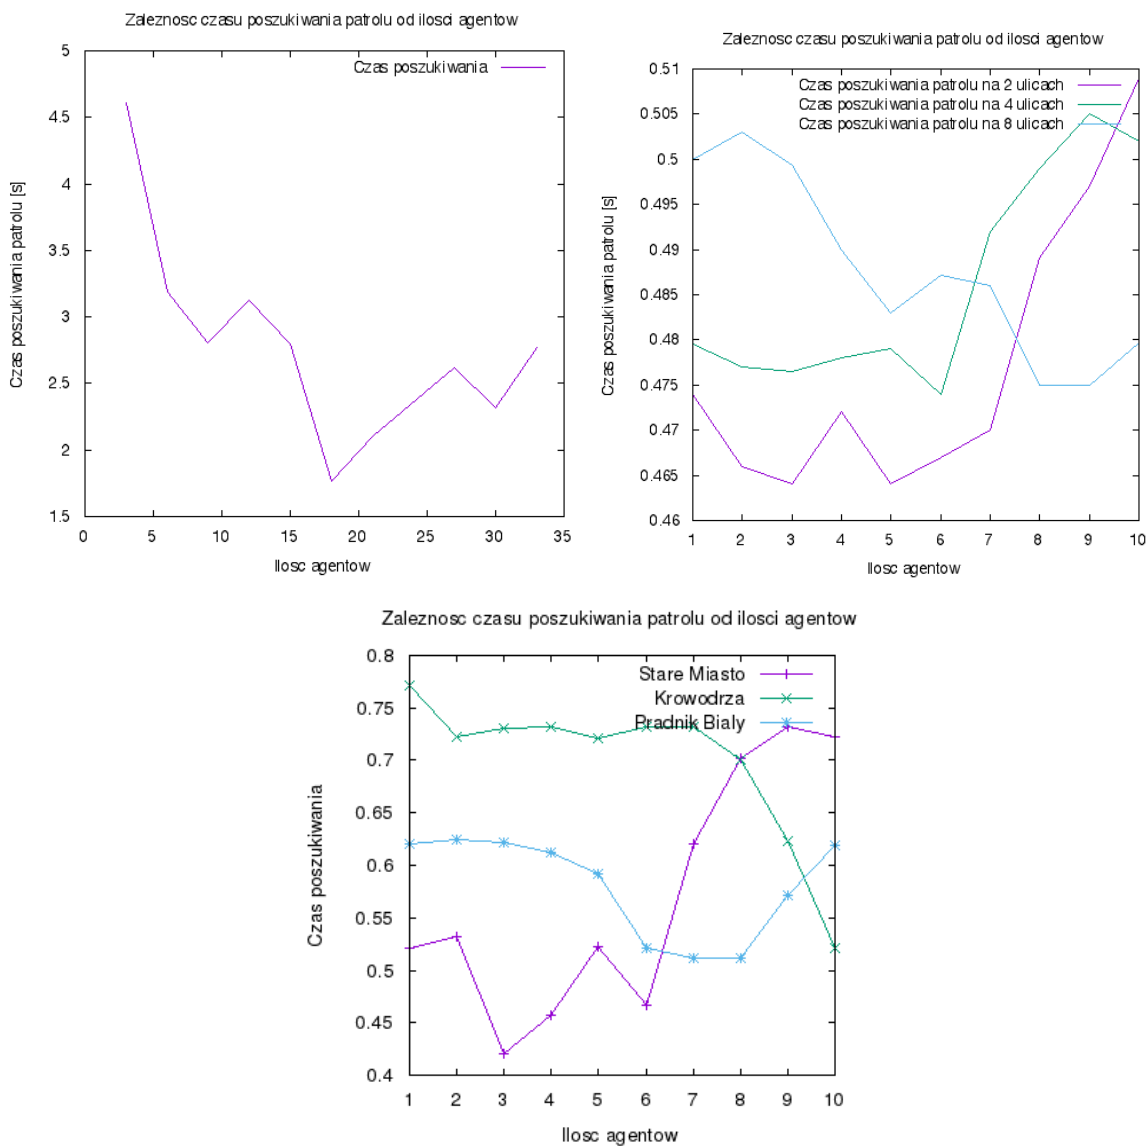 Zaleznosc czasu poszukiwania patrolu od ilosci agentow
Czas poszukiwania
Czas poszukiwania patrolu [s]
5
4.5
4
3.5
3
2.5
2
1.5
0 5 10 15 20 25 30 35
Ilosc agentow
Zaleznosc czasu poszukiwania patrolu od ilosci agentow
Czas poszukiwania patrolu na 2 ulicach
Czas poszukiwania patrolu na 4 ulicach
Czas poszukiwania patrolu na 8 ulicach
Czas poszukiwania patrolu [s]
0.51
0.505
0.5
0.495
0.49
0.485
0.48
0.475
0.47
0.465
0.46
1 2 3 4 5 6 7 8 9 10
Ilosc agentow
Zaleznosc czasu poszukiwania patrolu od ilosci agentow
Stare Miasto
Krowodrza
Pradnik Bialy
Czas poszukiwania
0.8
0.75
0.7
0.65
0.6
0.55
0.5
0.45
0.4
1 2 3 4 5 6 7 8 9 10
Ilosc agentow